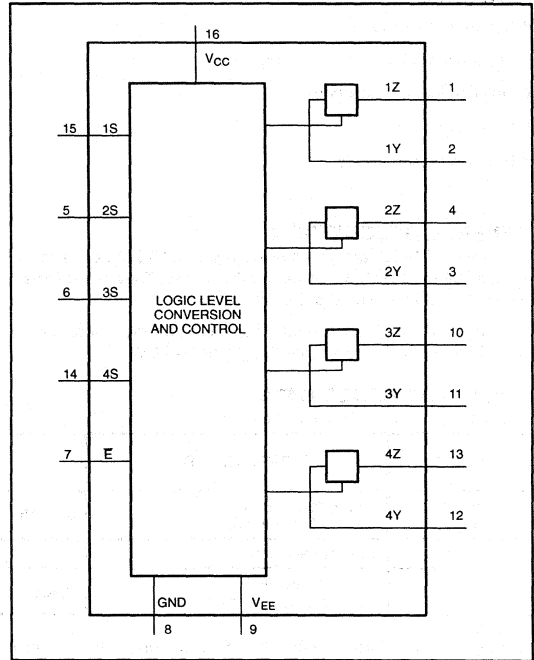 16
VCC
1Z 1
15 1S
1Y 2
5 2S
2Z 4
2Y 3
6 3S
LOGIC LEVEL
CONVERSION
AND CONTROL
3Z 10
14 4S
3Y 11
7 E̅
4Z 13
4Y 12
GND VEE
8 9